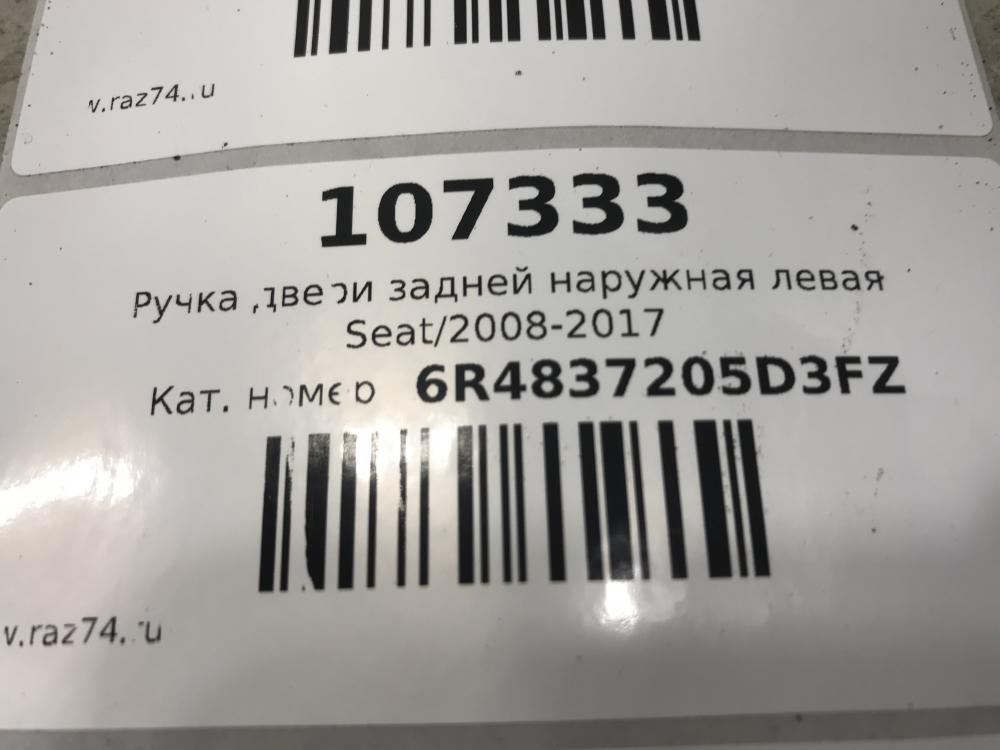 v.raz74.ru
107333
Ручка двери задней наружная левая
Seat/2008-2017
Кат. номер 6R4837205D3FZ
v.raz74.ru